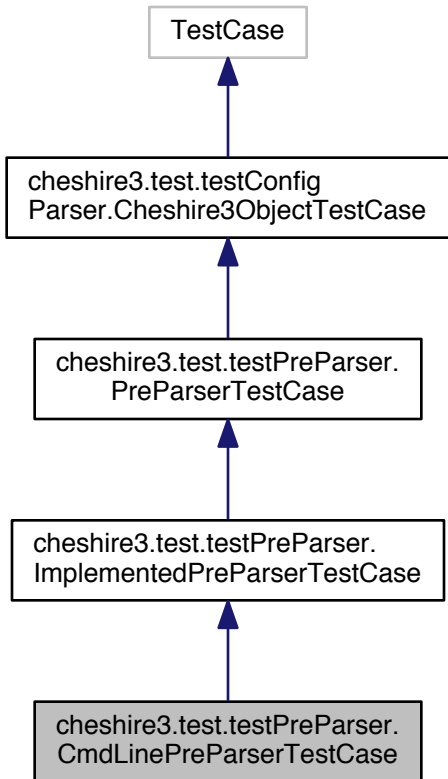 TestCase
cheshire3.test.testConfig
Parser.Cheshire3ObjectTestCase
cheshire3.test.testPreParser.
PreParserTestCase
cheshire3.test.testPreParser.
ImplementedPreParserTestCase
cheshire3.test.testPreParser.
CmdLinePreParserTestCase